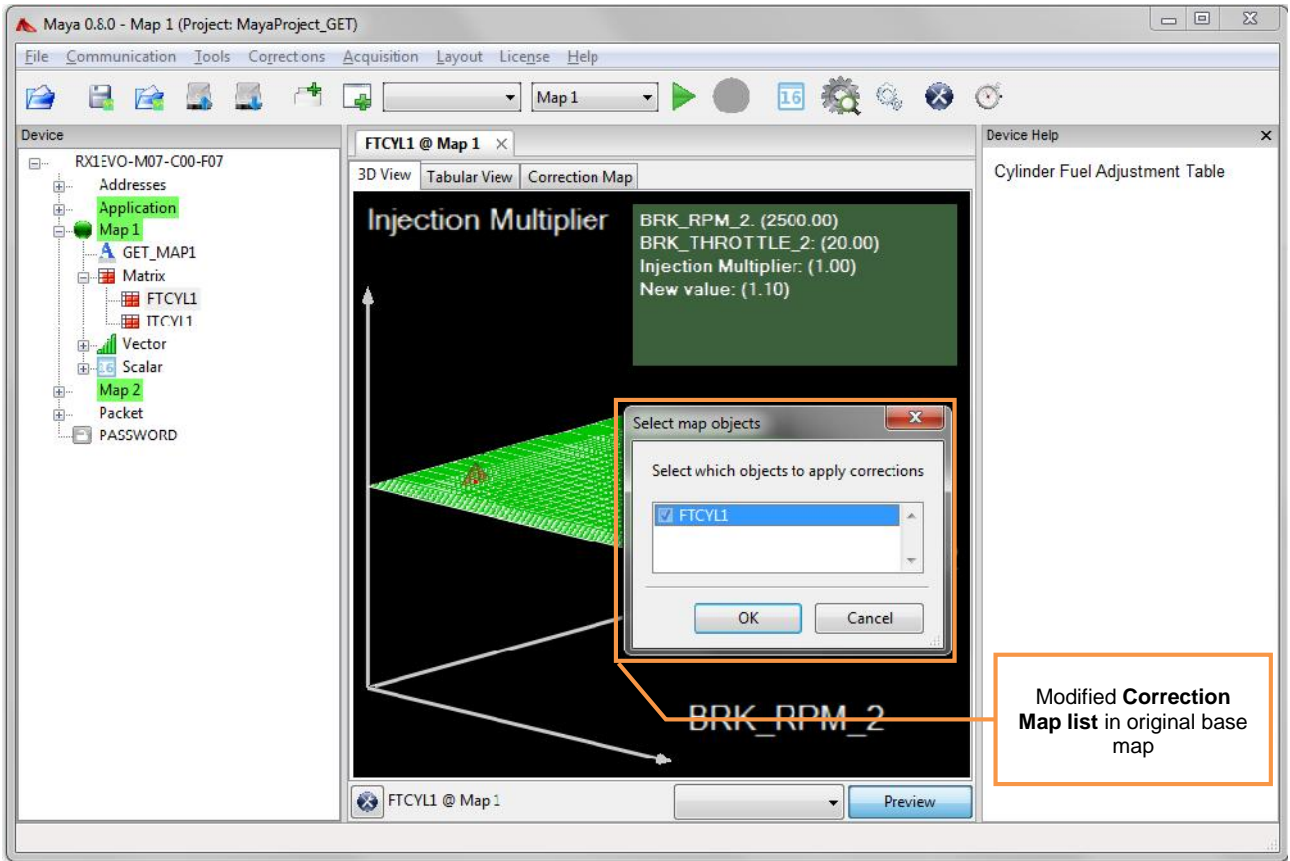 Maya 0.8.0 - Map 1 (Project: MayaProject_GET)
File Communication Tools Corrections Acquisition Layout License Help
Map 1
16
Device
RX1EVO-M07-C00-F07
Addresses
Application
Map 1
GET_MAP1
Matrix
FTCYL1
ITCYL1
Vector
16 Scalar
Map 2
Packet
PASSWORD
FTCYL1 @ Map 1
3D View Tabular View Correction Map
Injection Multiplier
BRK_RPM_2. (2500.00)
BRK_THROTTLE_2: (20.00)
Injection Multiplier: (1.00)
New value: (1.10)
Select map objects
Select which objects to apply corrections
FTCYL1
OK Cancel
BRK_RPM_2
FTCYL1 @ Map 1
Preview
Device Help
Cylinder Fuel Adjustment Table
Modified Correction
Map list in original base
map